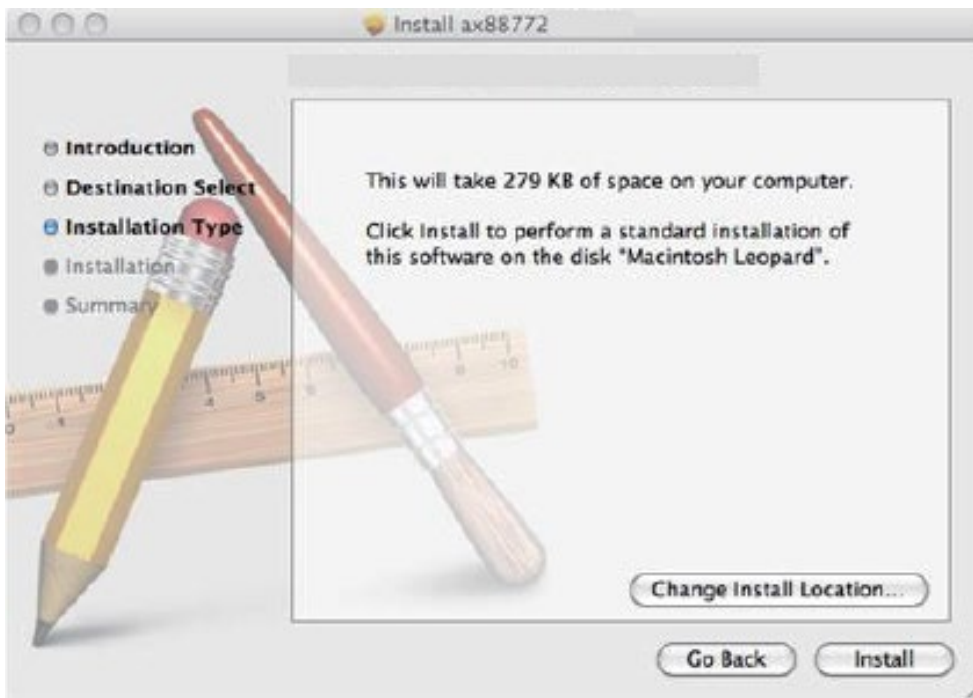 Install ax88772
Introduction
Destination Select
Installation Type
Installation
Summary
This will take 279 KB of space on your computer.
Click Install to perform a standard installation of
this software on the disk "Macintosh Leopard".
Change Install Location...
Go Back
Install